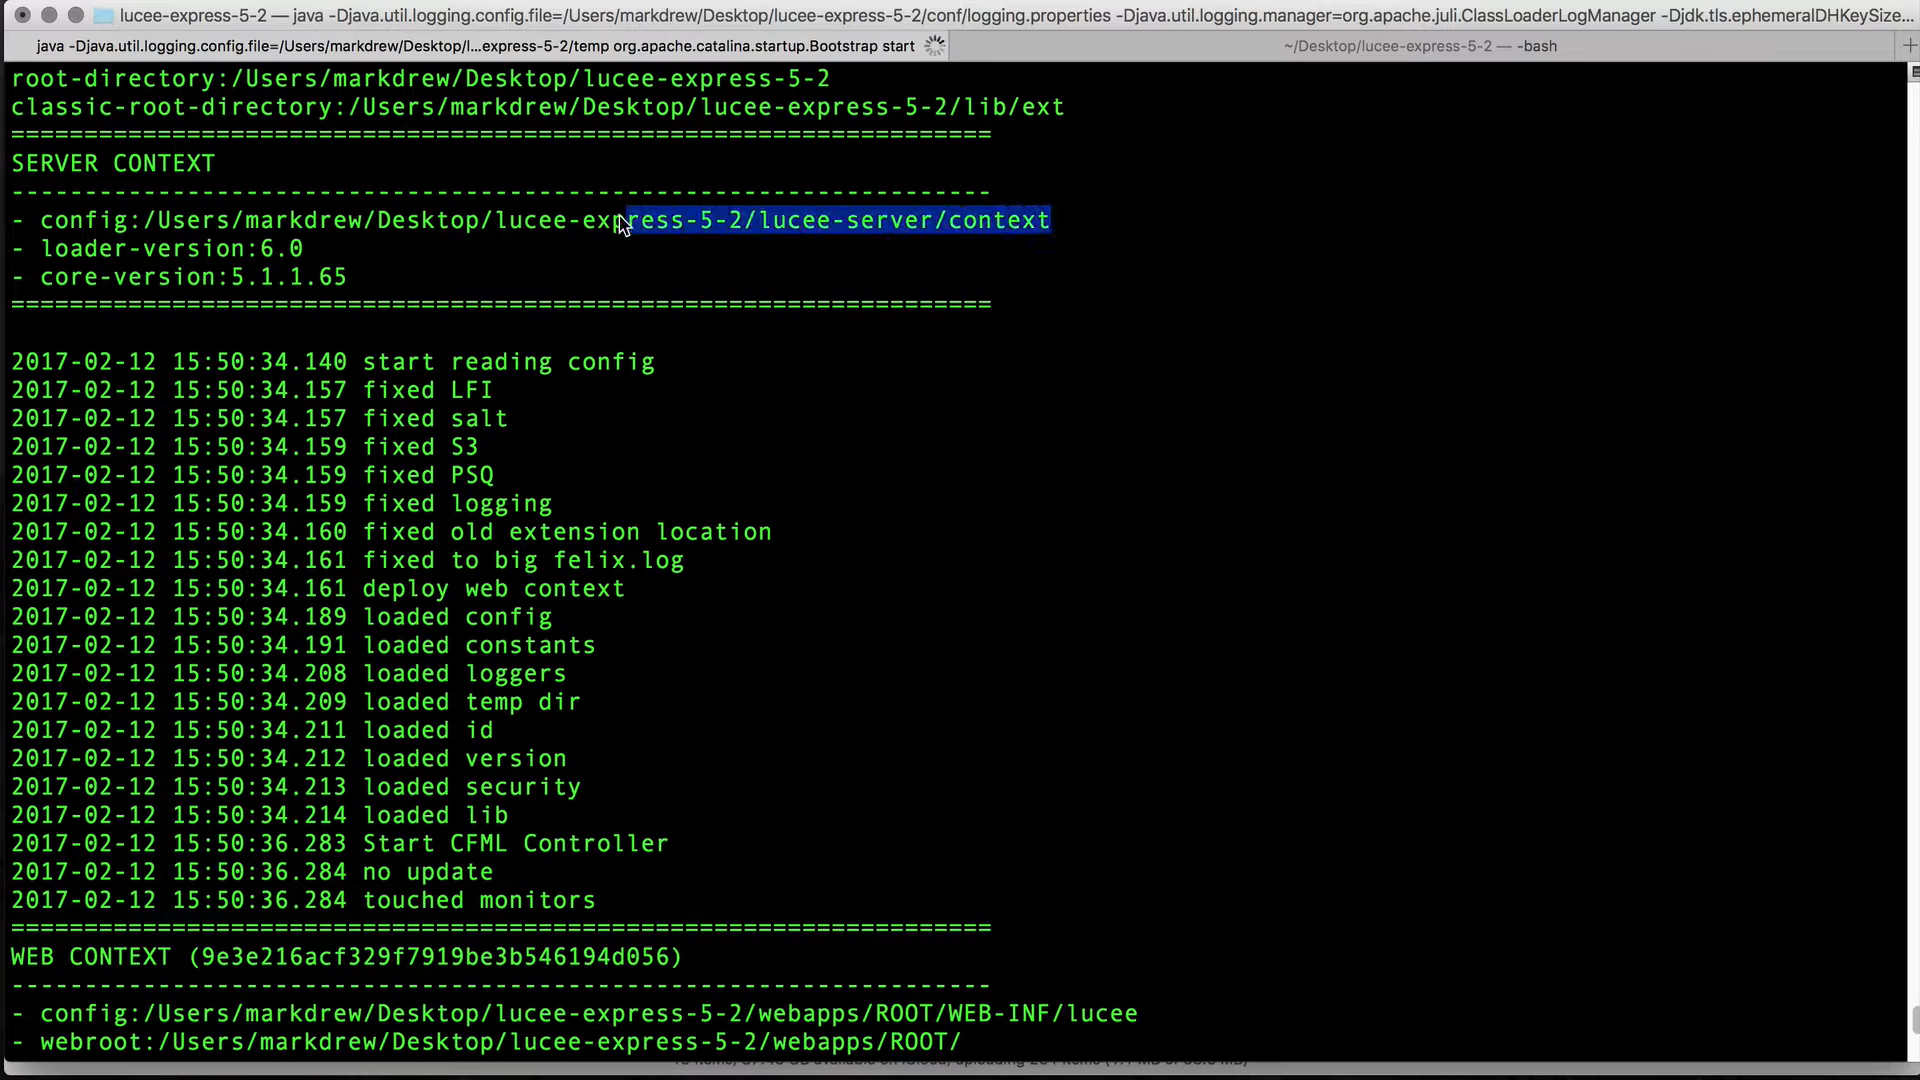 lucee-express-5-2 — java -Djava.util.logging.config.file=/Users/markdrew/Desktop/lucee-express-5-2/conf/logging.properties -Djava.util.logging.manager=org.apache.juli.ClassLoaderLogManager -Djdk.tls.ephemeralDHKeySize...
java -Djava.util.logging.config.file=/Users/markdrew/Desktop/l...express-5-2/temp org.apache.catalina.startup.Bootstrap start
~/Desktop/lucee-express-5-2 — -bash
root-directory:/Users/markdrew/Desktop/lucee-express-5-2
classic-root-directory:/Users/markdrew/Desktop/lucee-express-5-2/lib/ext
===================================================================
SERVER CONTEXT
-------------------------------------------------------------------
- config:/Users/markdrew/Desktop/lucee-express-5-2/lucee-server/context
- loader-version:6.0
- core-version:5.1.1.65
===================================================================
2017-02-12 15:50:34.140 start reading config
2017-02-12 15:50:34.157 fixed LFI
2017-02-12 15:50:34.157 fixed salt
2017-02-12 15:50:34.159 fixed S3
2017-02-12 15:50:34.159 fixed PSQ
2017-02-12 15:50:34.159 fixed logging
2017-02-12 15:50:34.160 fixed old extension location
2017-02-12 15:50:34.161 fixed to big felix.log
2017-02-12 15:50:34.161 deploy web context
2017-02-12 15:50:34.189 loaded config
2017-02-12 15:50:34.191 loaded constants
2017-02-12 15:50:34.208 loaded loggers
2017-02-12 15:50:34.209 loaded temp dir
2017-02-12 15:50:34.211 loaded id
2017-02-12 15:50:34.212 loaded version
2017-02-12 15:50:34.213 loaded security
2017-02-12 15:50:34.214 loaded lib
2017-02-12 15:50:36.283 Start CFML Controller
2017-02-12 15:50:36.284 no update
2017-02-12 15:50:36.284 touched monitors
===================================================================
WEB CONTEXT (9e3e216acf329f7919be3b546194d056)
-------------------------------------------------------------------
- config:/Users/markdrew/Desktop/lucee-express-5-2/webapps/ROOT/WEB-INF/lucee
- webroot:/Users/markdrew/Desktop/lucee-express-5-2/webapps/ROOT/